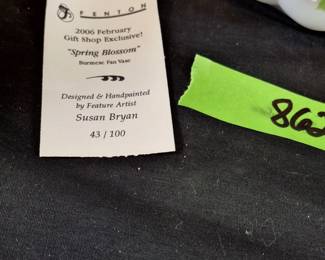 FENTON
2006 February
Gift Shop Exclusive!
"Spring Blossom"
Burmese Fan Vase
Designed & Handpainted
by Feature Artist
Susan Bryan
43 / 100
862